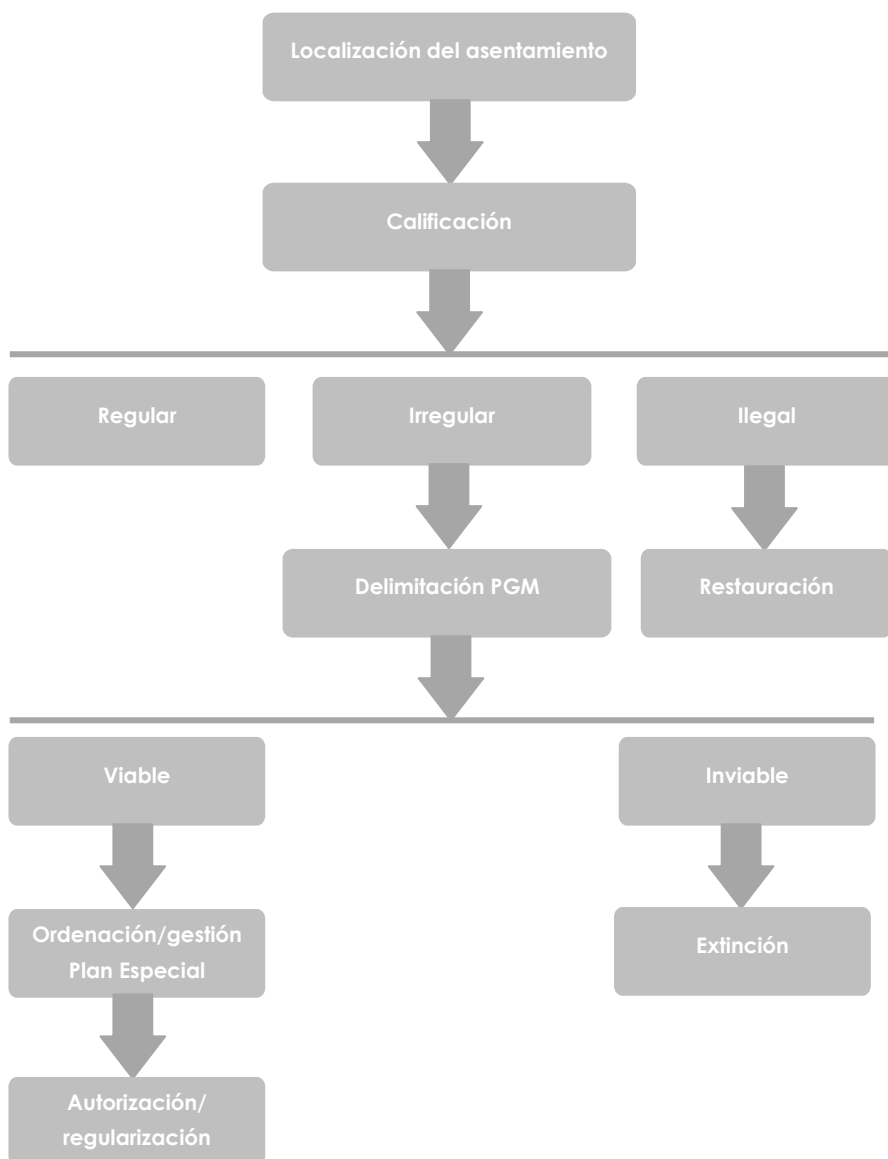 Localización del asentamiento
Calificación
Regular
Irregular
Ilegal
Delimitación PGM
Restauración
Viable
Inviable
Ordenación/gestión
Plan Especial
Extinción
Autorización/
regularización